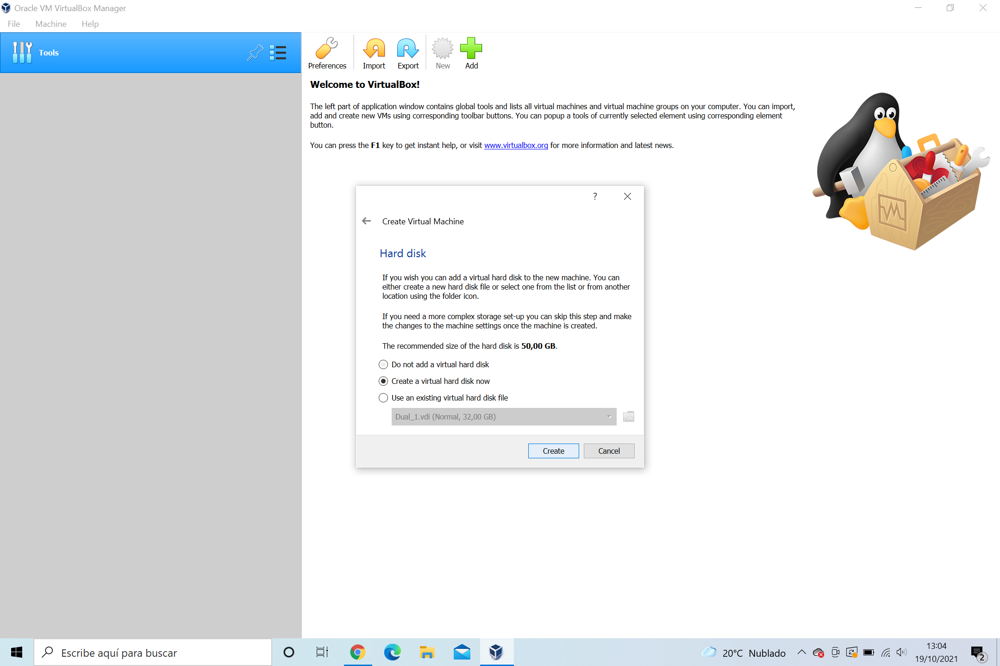 Oracle VM VirtualBox Manager
File Machine Help
Tools
Preferences Import Export New Add
Welcome to VirtualBox!
The left part of application window contains global tools and lists all virtual machines and virtual machine groups on your computer. You can import,
add and create new VMs using corresponding toolbar buttons. You can popup a tools of currently selected element using corresponding element
button.
You can press the F1 key to get instant help, or visit www.virtualbox.org for more information and latest news.
?
Create Virtual Machine
Hard disk
If you wish you can add a virtual hard disk to the new machine. You can
either create a new hard disk file or select one from the list or from another
location using the folder icon.
If you need a more complex storage set-up you can skip this step and make
the changes to the machine settings once the machine is created.
The recommended size of the hard disk is 50,00 GB.
Do not add a virtual hard disk
Create a virtual hard disk now
Use an existing virtual hard disk file
Dual_1.vdi (Normal, 32,00 GB)
Create Cancel
Escribe aquí para buscar
20°C Nublado
13:04
19/10/2021
2